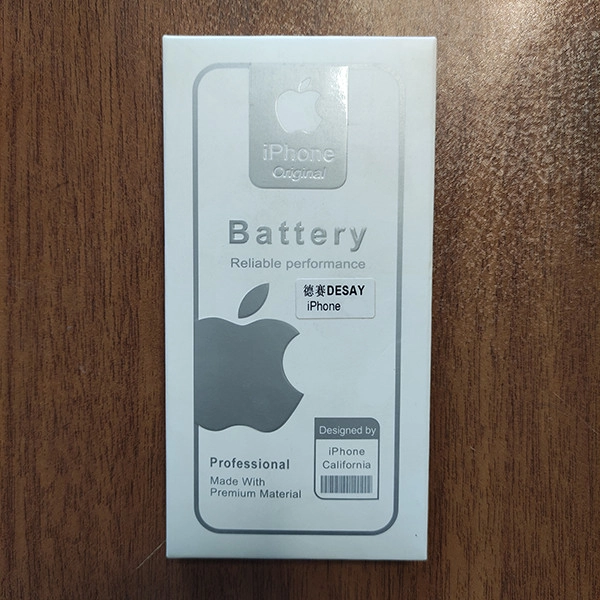 iPhone
Original
Battery
Reliable performance
德賽DESAY
iPhone
Designed by
iPhone
California
Professional
Made With
Premium Material